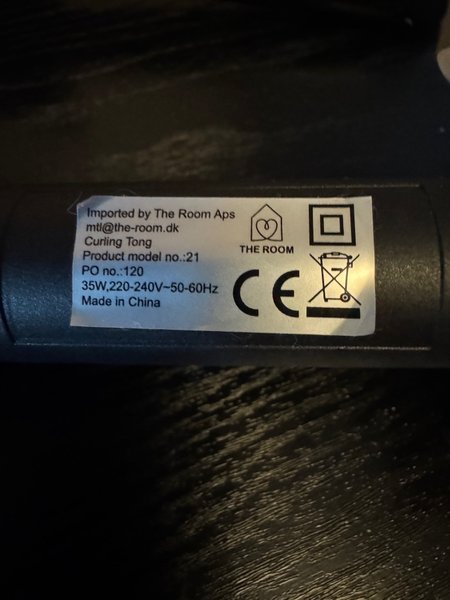 Imported by The Room Aps
mtl@the-room.dk
Curling Tong
Product model no.:21
PO no.:120
35W,220-240V~50-60Hz
Made in China
THE ROOM
CE